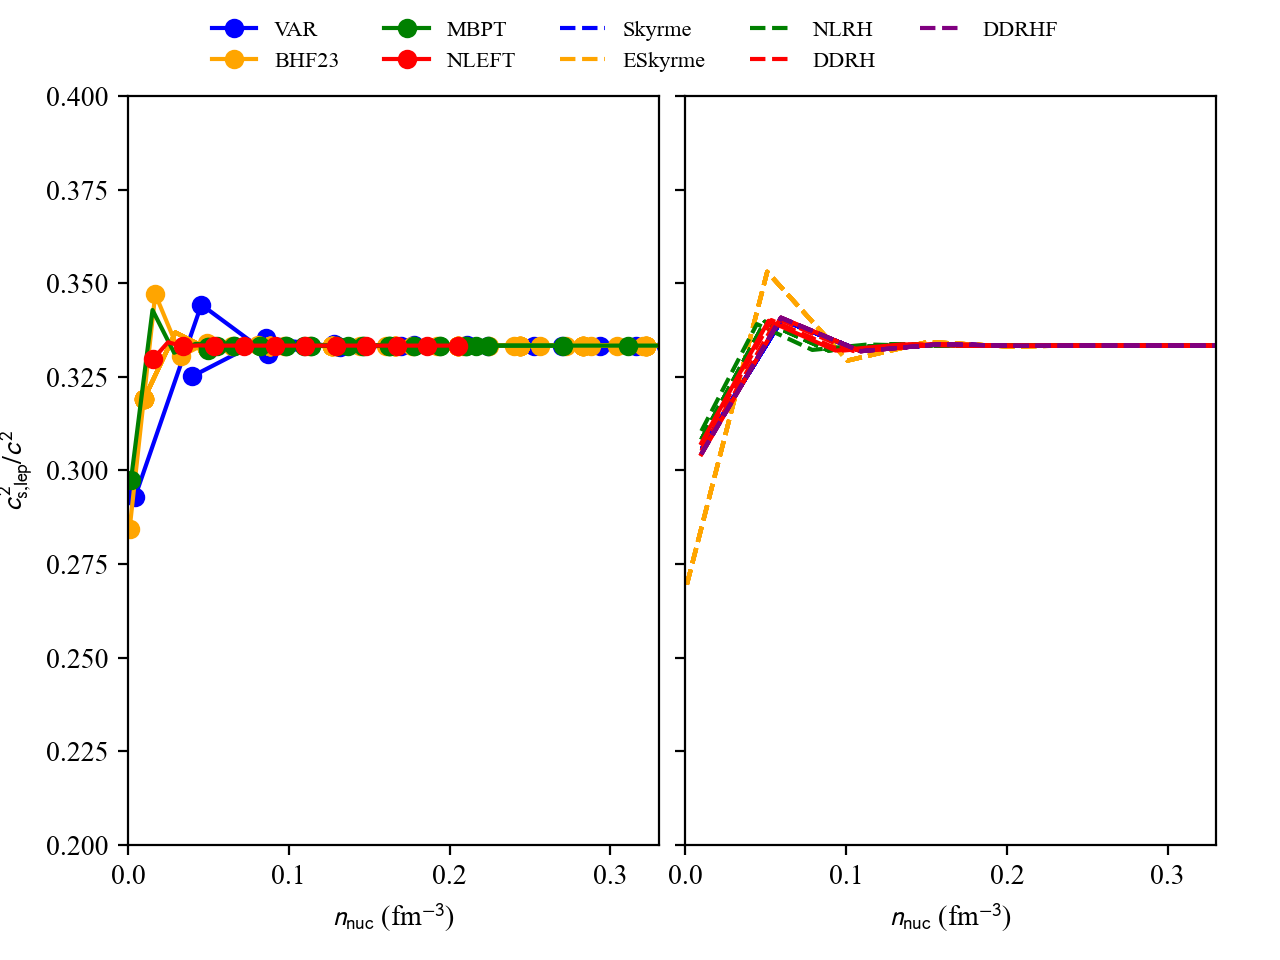 VAR MBPT Skyrme NLRH DDRHF
BHF23 NLEFT ESkyrme DDRH
0.400
0.375
0.350
0.325
0.300
0.275
0.250
0.225
0.200
c²s,lep/c²
0.0 0.1 0.2 0.3 0.0 0.1 0.2 0.3
nnuc (fm⁻³) nnuc (fm⁻³)